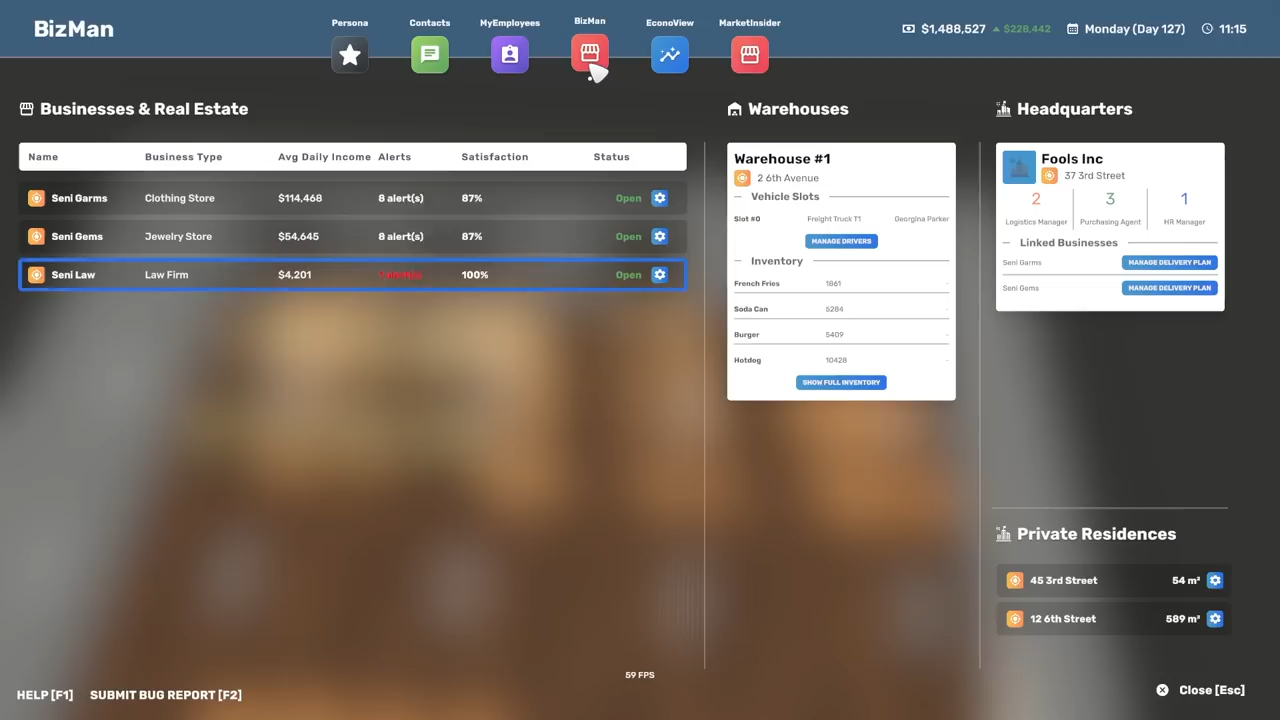 BizMan
Persona
Contacts
MyEmployees
BizMan
EconoView
MarketInsider
$1,488,527 ▲ $228,442
Monday (Day 127)
11:15
Businesses & Real Estate
Name Business Type Avg Daily Income Alerts Satisfaction Status
Seni Garms Clothing Store $114,468 8 alert(s) 87% Open
Seni Gems Jewelry Store $54,645 8 alert(s) 87% Open
Seni Law Law Firm $4,201 100% Open
Warehouses
Warehouse #1
2 6th Avenue
Vehicle Slots
Slot #0 Freight Truck T1 Georgina Parker
MANAGE DRIVERS
Inventory
French Fries 1861 -
Soda Can 5284 -
Burger 5409 -
Hotdog 10428 -
SHOW FULL INVENTORY
Headquarters
Fools Inc
37 3rd Street
2 3 1
Logistics Manager Purchasing Agent HR Manager
Linked Businesses
Seni Garms MANAGE DELIVERY PLAN
Seni Gems MANAGE DELIVERY PLAN
Private Residences
45 3rd Street 54 m²
12 6th Street 589 m²
59 FPS
HELP [F1] SUBMIT BUG REPORT [F2]
Close [Esc]